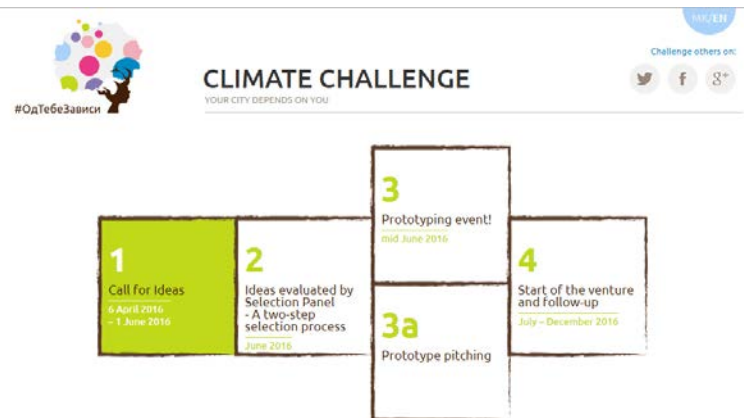 MK/EN
Challenge others on:
#ОдТебеЗависи
CLIMATE CHALLENGE
YOUR CITY DEPENDS ON YOU
1
Call for Ideas
6 April 2016
– 1 June 2016
2
Ideas evaluated by
Selection Panel
- A two-step
selection process
June 2016
3
Prototyping event!
mid June 2016
3a
Prototype pitching
4
Start of the venture
and follow-up
July – December 2016